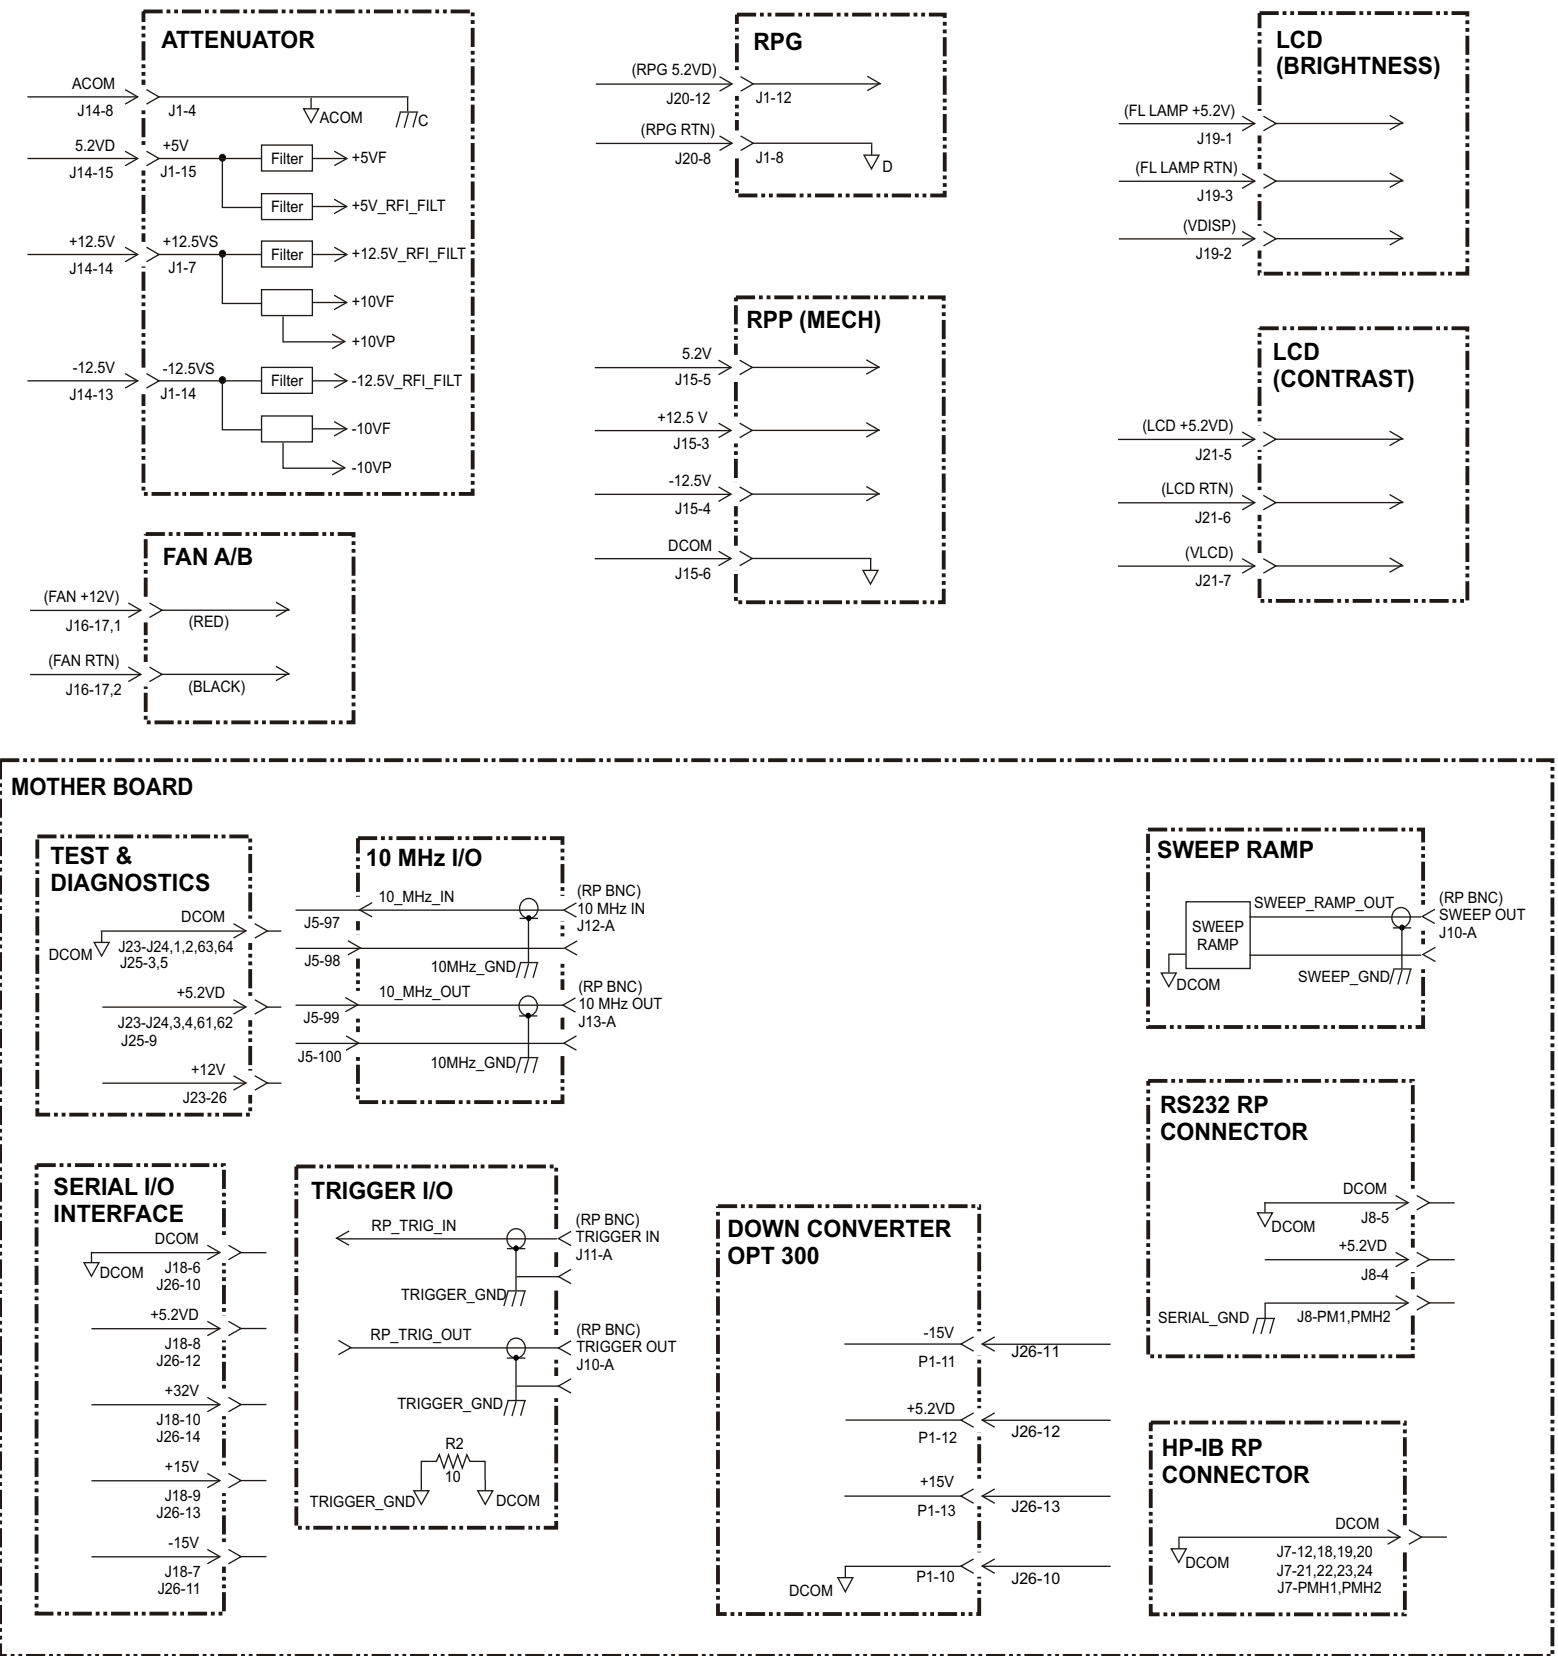 ATTENUATOR
ACOM
J14-8
J1-4
ACOM
C
5.2VD
+5V
J14-15
J1-15
Filter
+5VF
Filter
+5V_RFI_FILT
+12.5V
+12.5VS
J14-14
J1-7
Filter
+12.5V_RFI_FILT
+10VF
+10VP
-12.5V
-12.5VS
J14-13
J1-14
Filter
-12.5V_RFI_FILT
-10VF
-10VP
FAN A/B
(FAN +12V)
J16-17,1
(RED)
(FAN RTN)
J16-17,2
(BLACK)
RPG
(RPG 5.2VD)
J20-12
J1-12
(RPG RTN)
J20-8
J1-8
D
RPP (MECH)
5.2V
J15-5
+12.5 V
J15-3
-12.5V
J15-4
DCOM
J15-6
LCD
(BRIGHTNESS)
(FL LAMP +5.2V)
J19-1
(FL LAMP RTN)
J19-3
(VDISP)
J19-2
LCD
(CONTRAST)
(LCD +5.2VD)
J21-5
(LCD RTN)
J21-6
(VLCD)
J21-7
MOTHER BOARD
TEST &
DIAGNOSTICS
DCOM
DCOM
J23-J24,1,2,63,64
J25-3,5
+5.2VD
J23-J24,3,4,61,62
J25-9
+12V
J23-26
10 MHz I/O
10_MHz_IN
J5-97
(RP BNC)
10 MHz IN
J12-A
J5-98
10MHz_GND
10_MHz_OUT
J5-99
(RP BNC)
10 MHz OUT
J13-A
J5-100
10MHz_GND
SWEEP RAMP
SWEEP_RAMP_OUT
SWEEP
RAMP
(RP BNC)
SWEEP OUT
J10-A
DCOM
SWEEP_GND
SERIAL I/O
INTERFACE
DCOM
DCOM
J18-6
J26-10
+5.2VD
J18-8
J26-12
+32V
J18-10
J26-14
+15V
J18-9
J26-13
-15V
J18-7
J26-11
TRIGGER I/O
RP_TRIG_IN
(RP BNC)
TRIGGER IN
J11-A
TRIGGER_GND
RP_TRIG_OUT
(RP BNC)
TRIGGER OUT
J10-A
TRIGGER_GND
R2
10
TRIGGER_GND
DCOM
DOWN CONVERTER
OPT 300
-15V
P1-11
J26-11
+5.2VD
P1-12
J26-12
+15V
P1-13
J26-13
DCOM
P1-10
J26-10
RS232 RP
CONNECTOR
DCOM
DCOM
J8-5
+5.2VD
J8-4
SERIAL_GND
J8-PM1,PMH2
HP-IB RP
CONNECTOR
DCOM
DCOM
J7-12,18,19,20
J7-21,22,23,24
J7-PMH1,PMH2